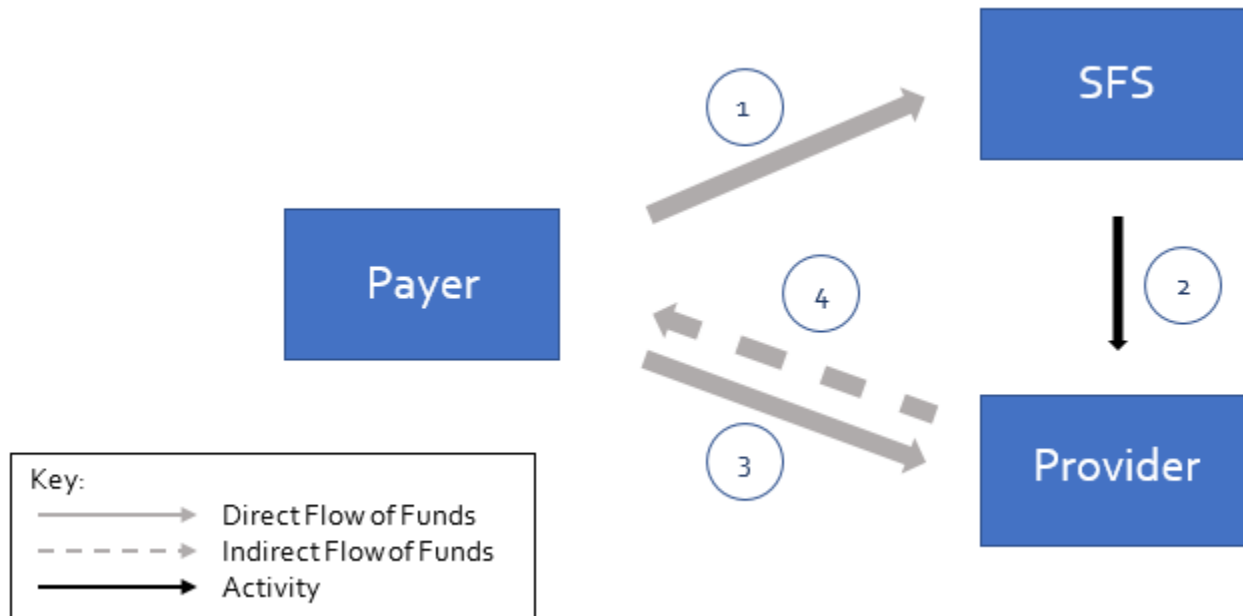 SFS
1
Payer
4
2
3
Provider
Key:
Direct Flow of Funds
Indirect Flow of Funds
Activity